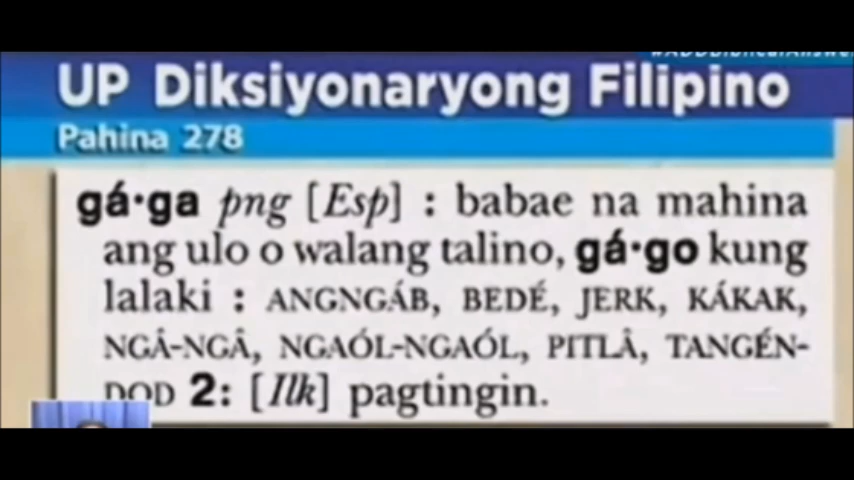 UP Diksiyonaryong Filipino
Pahina 278
gá•ga png [Esp] : babae na mahina
ang ulo o walang talino, gá•go kung
lalaki : ANGNGÁB, BEDÉ, JERK, KÁKAK,
NGÂ-NGÂ, NGAÓL-NGAÓL, PITLÂ, TANGÉN-
DOD 2: [Ilk] pagtingin.